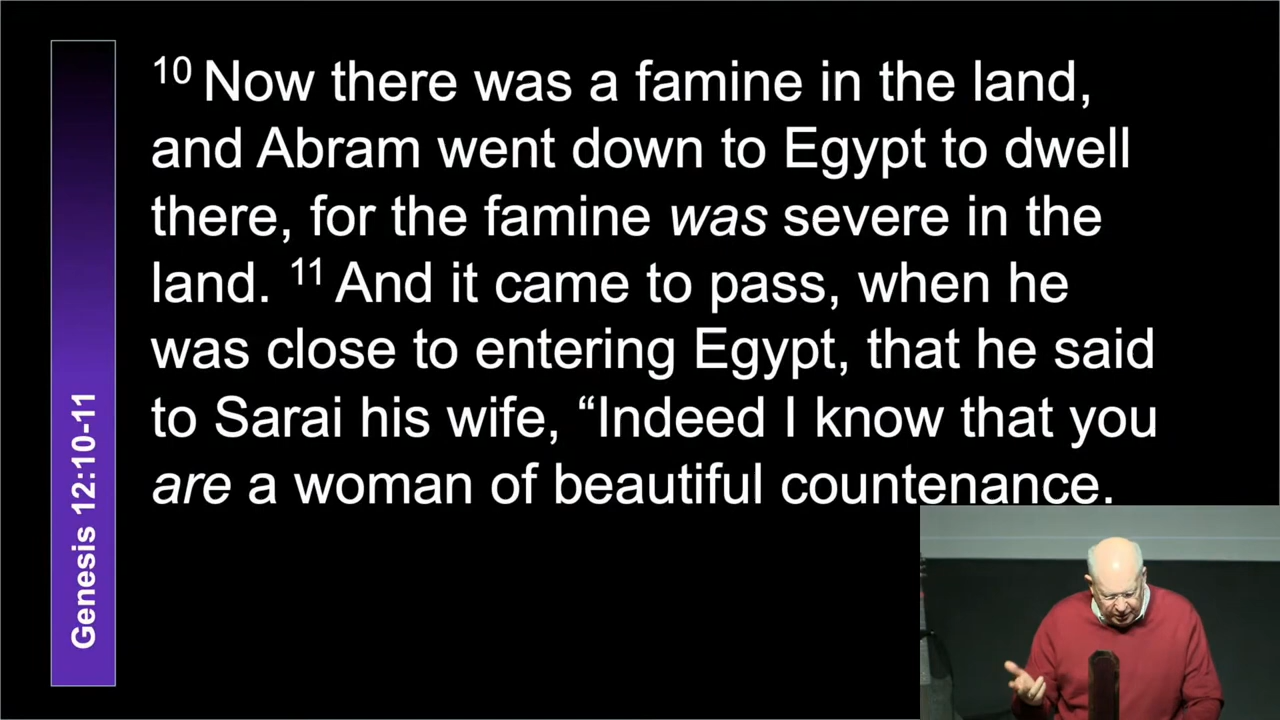 10 Now there was a famine in the land,
and Abram went down to Egypt to dwell
there, for the famine was severe in the
land. 11 And it came to pass, when he
was close to entering Egypt, that he said
to Sarai his wife, “Indeed I know that you
are a woman of beautiful countenance.
Genesis 12:10-11